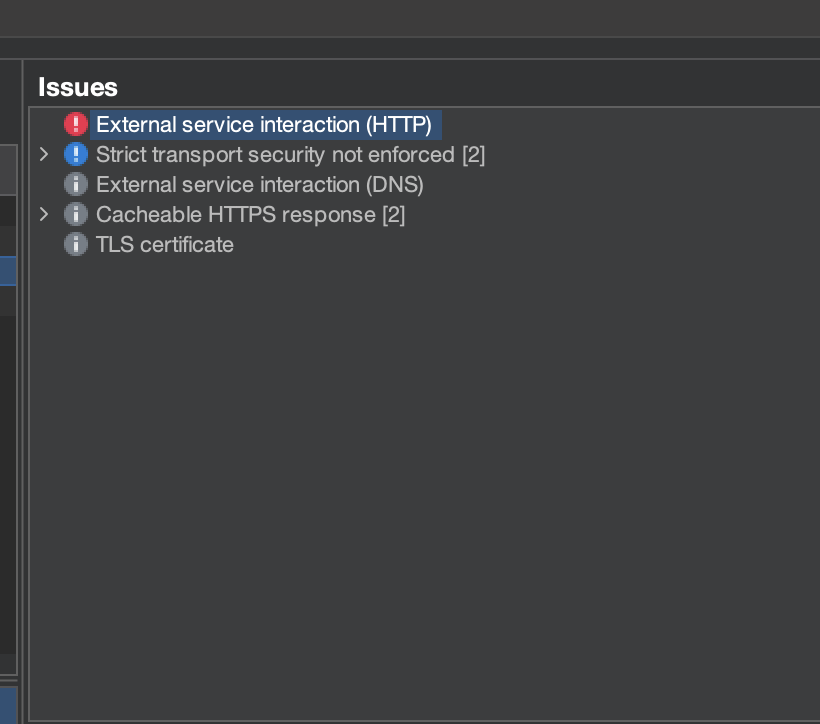 Issues
External service interaction (HTTP)
Strict transport security not enforced [2]
External service interaction (DNS)
Cacheable HTTPS response [2]
TLS certificate